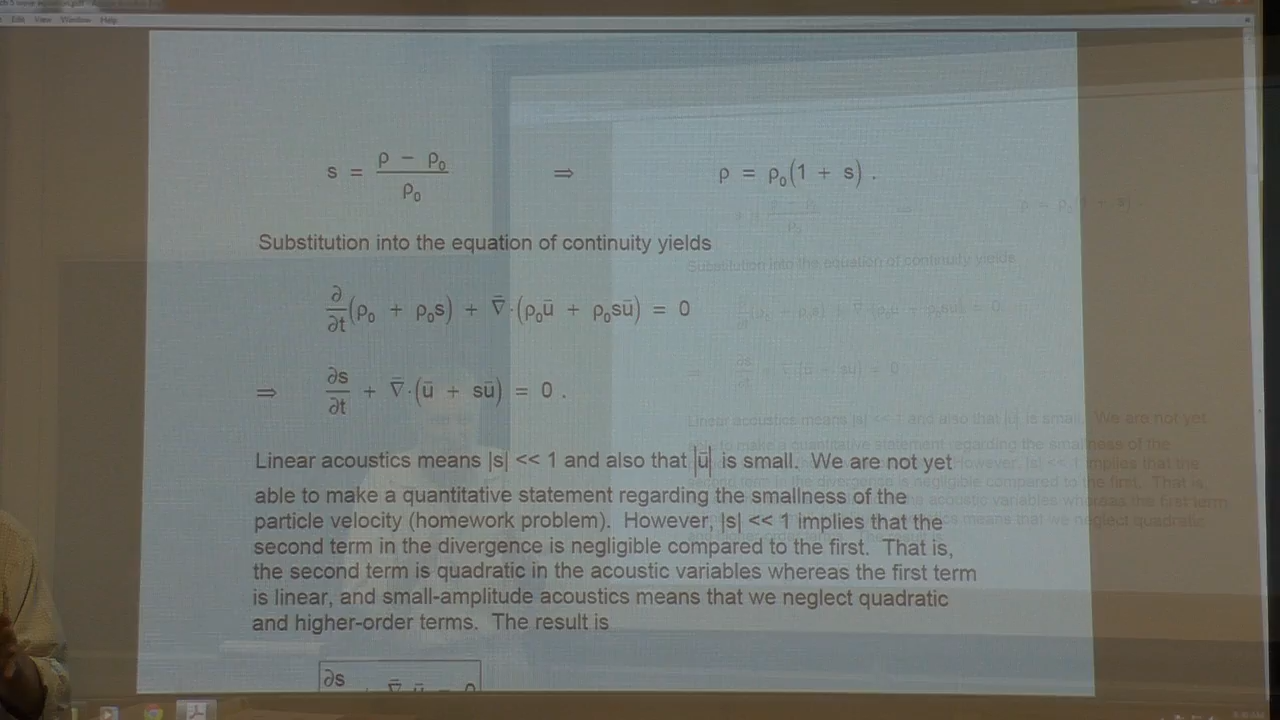 Edit View Window Help
s = (ρ − ρ₀)/ρ₀ ⇒ ρ = ρ₀(1 + s) .
Substitution into the equation of continuity yields
∂/∂t(ρ₀ + ρ₀s) + ∇̄·(ρ₀ū + ρ₀sū) = 0
⇒ ∂s/∂t + ∇̄·(ū + sū) = 0 .
Linear acoustics means |s| << 1 and also that |ū| is small. We are not yet
able to make a quantitative statement regarding the smallness of the
particle velocity (homework problem). However, |s| << 1 implies that the
second term in the divergence is negligible compared to the first. That is,
the second term is quadratic in the acoustic variables whereas the first term
is linear, and small-amplitude acoustics means that we neglect quadratic
and higher-order terms. The result is
∂s